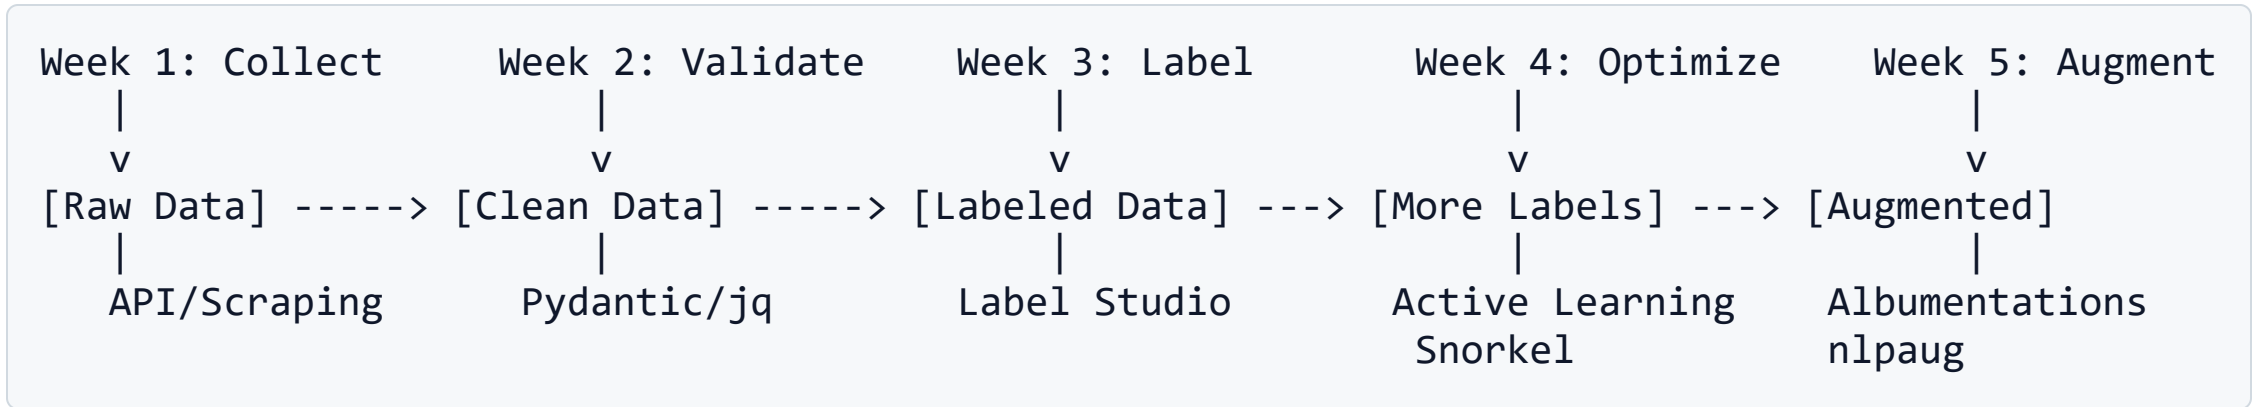 Week 1: Collect     Week 2: Validate    Week 3: Label       Week 4: Optimize    Week 5: Augment
   |                    |                   |                   |                   |
   v                    v                   v                   v                   v
[Raw Data] -----> [Clean Data] -----> [Labeled Data] ---> [More Labels] ---> [Augmented]
   |                    |                   |                   |                   |
   API/Scraping      Pydantic/jq        Label Studio       Active Learning    Albumentations
                                                            Snorkel           nlpaug